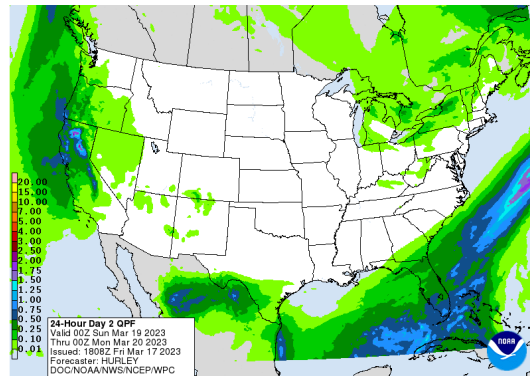 20.00
15.00
10.00
7.00
5.00
4.00
3.00
2.50
2.00
1.75
1.50
1.25
1.00
0.75
0.50
0.25
0.10
0.01
24-Hour Day 2 QPF
Valid 00Z Sun Mar 19 2023
Thru 00Z Mon Mar 20 2023
Issued: 1808Z Fri Mar 17 2023
Forecaster: HURLEY
DOC/NOAA/NWS/NCEP/WPC
NOAA